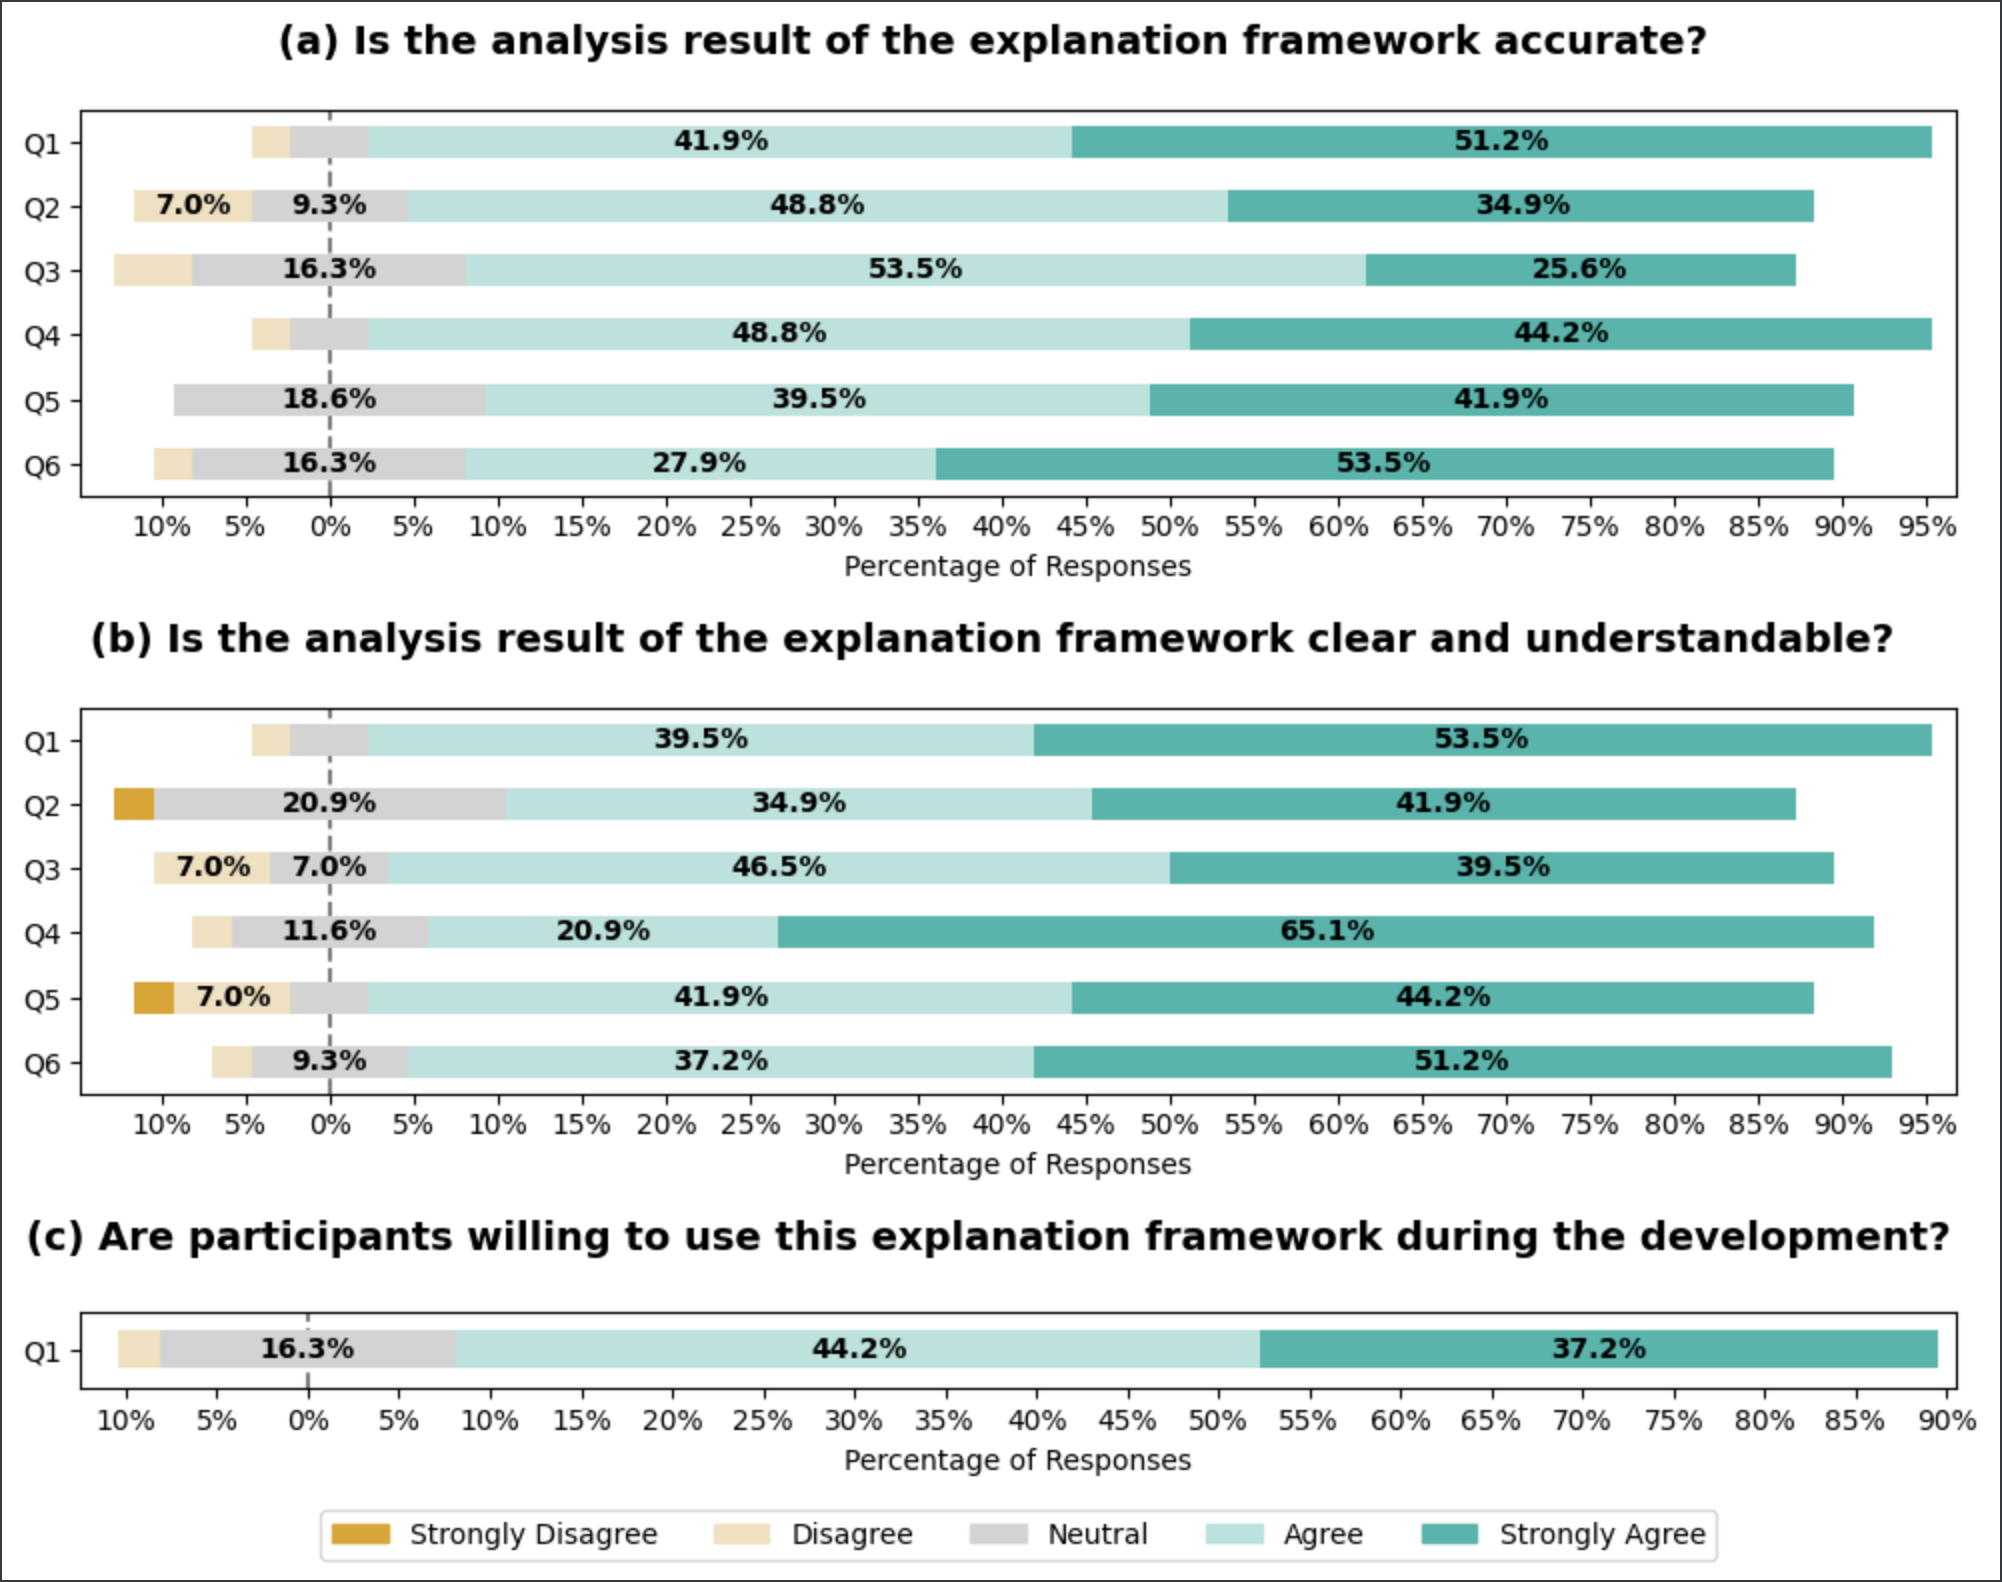 (a) Is the analysis result of the explanation framework accurate?
Q1 41.9% 51.2%
Q2 7.0% 9.3% 48.8% 34.9%
Q3 16.3% 53.5% 25.6%
Q4 48.8% 44.2%
Q5 18.6% 39.5% 41.9%
Q6 16.3% 27.9% 53.5%
10% 5% 0% 5% 10% 15% 20% 25% 30% 35% 40% 45% 50% 55% 60% 65% 70% 75% 80% 85% 90% 95%
Percentage of Responses
(b) Is the analysis result of the explanation framework clear and understandable?
Q1 39.5% 53.5%
Q2 20.9% 34.9% 41.9%
Q3 7.0% 7.0% 46.5% 39.5%
Q4 11.6% 20.9% 65.1%
Q5 7.0% 41.9% 44.2%
Q6 9.3% 37.2% 51.2%
10% 5% 0% 5% 10% 15% 20% 25% 30% 35% 40% 45% 50% 55% 60% 65% 70% 75% 80% 85% 90% 95%
Percentage of Responses
(c) Are participants willing to use this explanation framework during the development?
Q1 16.3% 44.2% 37.2%
10% 5% 0% 5% 10% 15% 20% 25% 30% 35% 40% 45% 50% 55% 60% 65% 70% 75% 80% 85% 90%
Percentage of Responses
Strongly Disagree Disagree Neutral Agree Strongly Agree